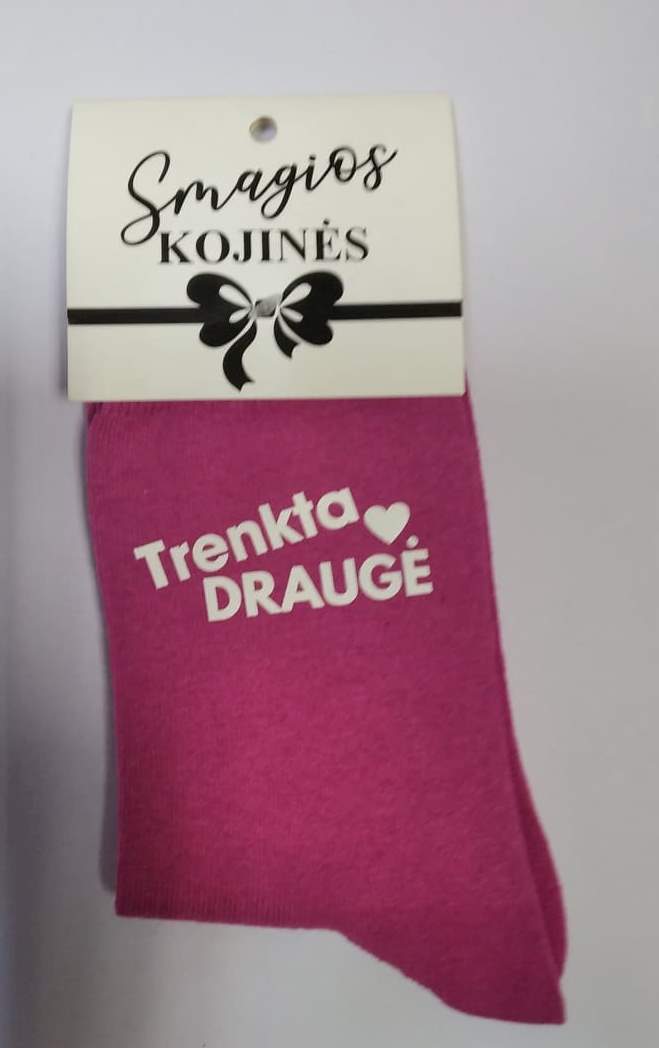 Smagios
KOJINĖS
Trenkta
DRAUGĖ